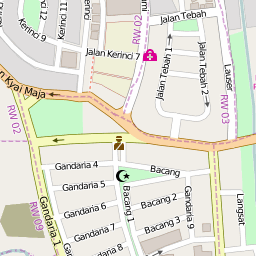 Kerinci 9
Kerinci 11
Kerinci 10
RW 02
Jalan Tebah
Jalan Kerinci 7
Jalan Tebah 1
Jalan Tebah 2
Lauser
RW 03
Kyai Maja
RW 02
Gandaria 4
Bacang
Gandaria 5
Gandaria 6
Gandaria 7
Gandaria 8
Gandaria 1
RW 09
Bacang 1
Bacang 2
Bacang 3
Gandaria 9
Langsat